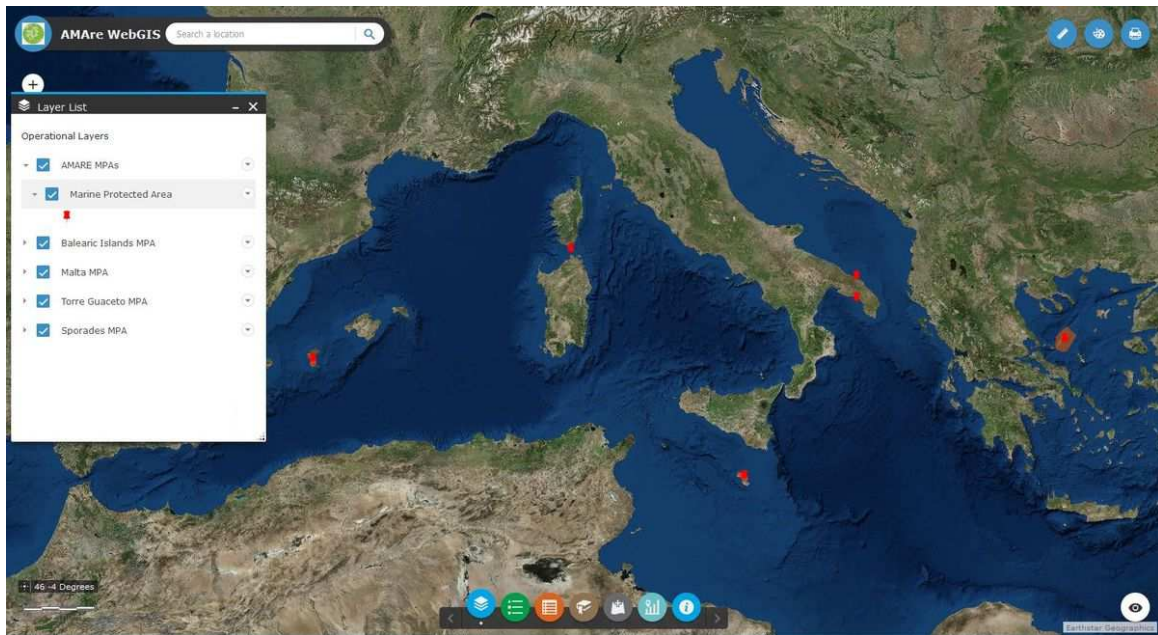 AMAre WebGIS
Search a location
Layer List
Operational Layers
AMARE MPAs
Marine Protected Area
Balearic Islands MPA
Malta MPA
Torre Guaceto MPA
Sporades MPA
46 -4 Degrees
Earthstar Geographics